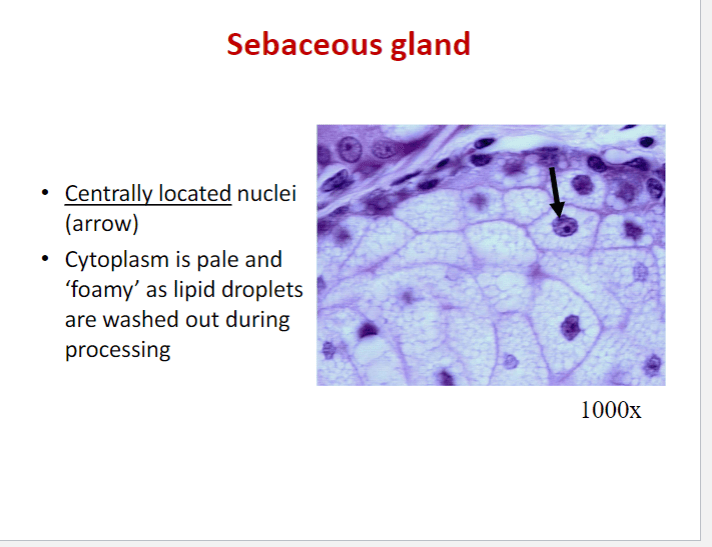 Sebaceous gland
• Centrally located nuclei
(arrow)
• Cytoplasm is pale and
‘foamy’ as lipid droplets
are washed out during
processing
1000x